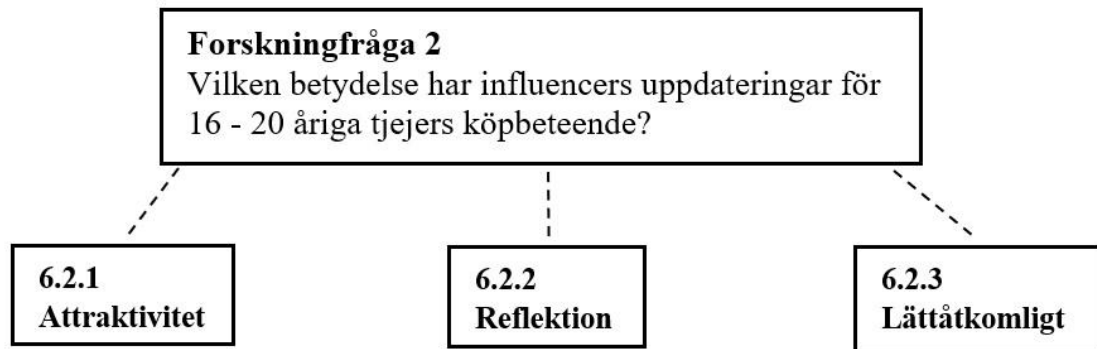 Forskningfråga 2
Vilken betydelse har influencers uppdateringar för
16 - 20 åriga tjejers köpbeteende?
6.2.1
Attraktivitet
6.2.2
Reflektion
6.2.3
Lättåtkomligt